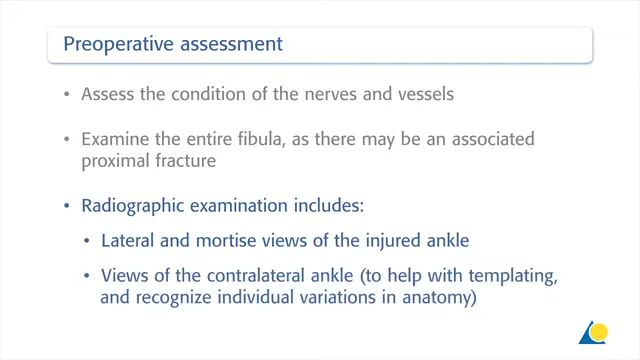 Preoperative assessment
• Assess the condition of the nerves and vessels
• Examine the entire fibula, as there may be an associated
proximal fracture
• Radiographic examination includes:
• Lateral and mortise views of the injured ankle
• Views of the contralateral ankle (to help with templating,
and recognize individual variations in anatomy)